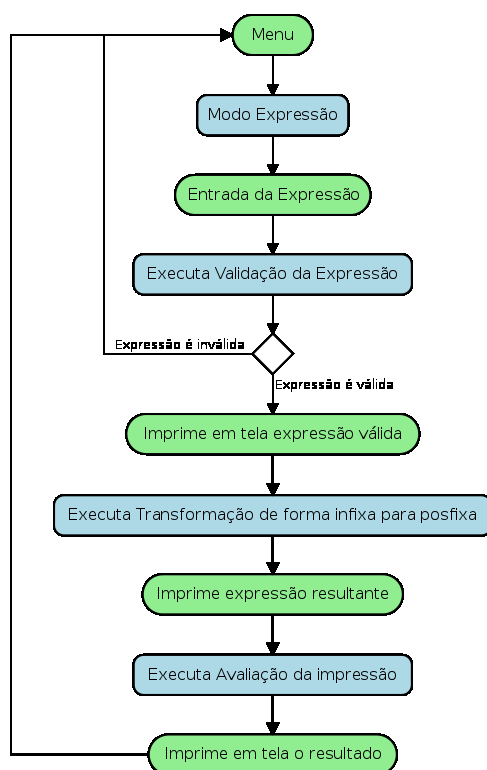 Menu
Modo Expressão
Entrada da Expressão
Executa Validação da Expressão
Expressão é inválida
Expressão é válida
Imprime em tela expressão válida
Executa Transformação de forma infixa para posfixa
Imprime expressão resultante
Executa Avaliação da impressão
Imprime em tela o resultado